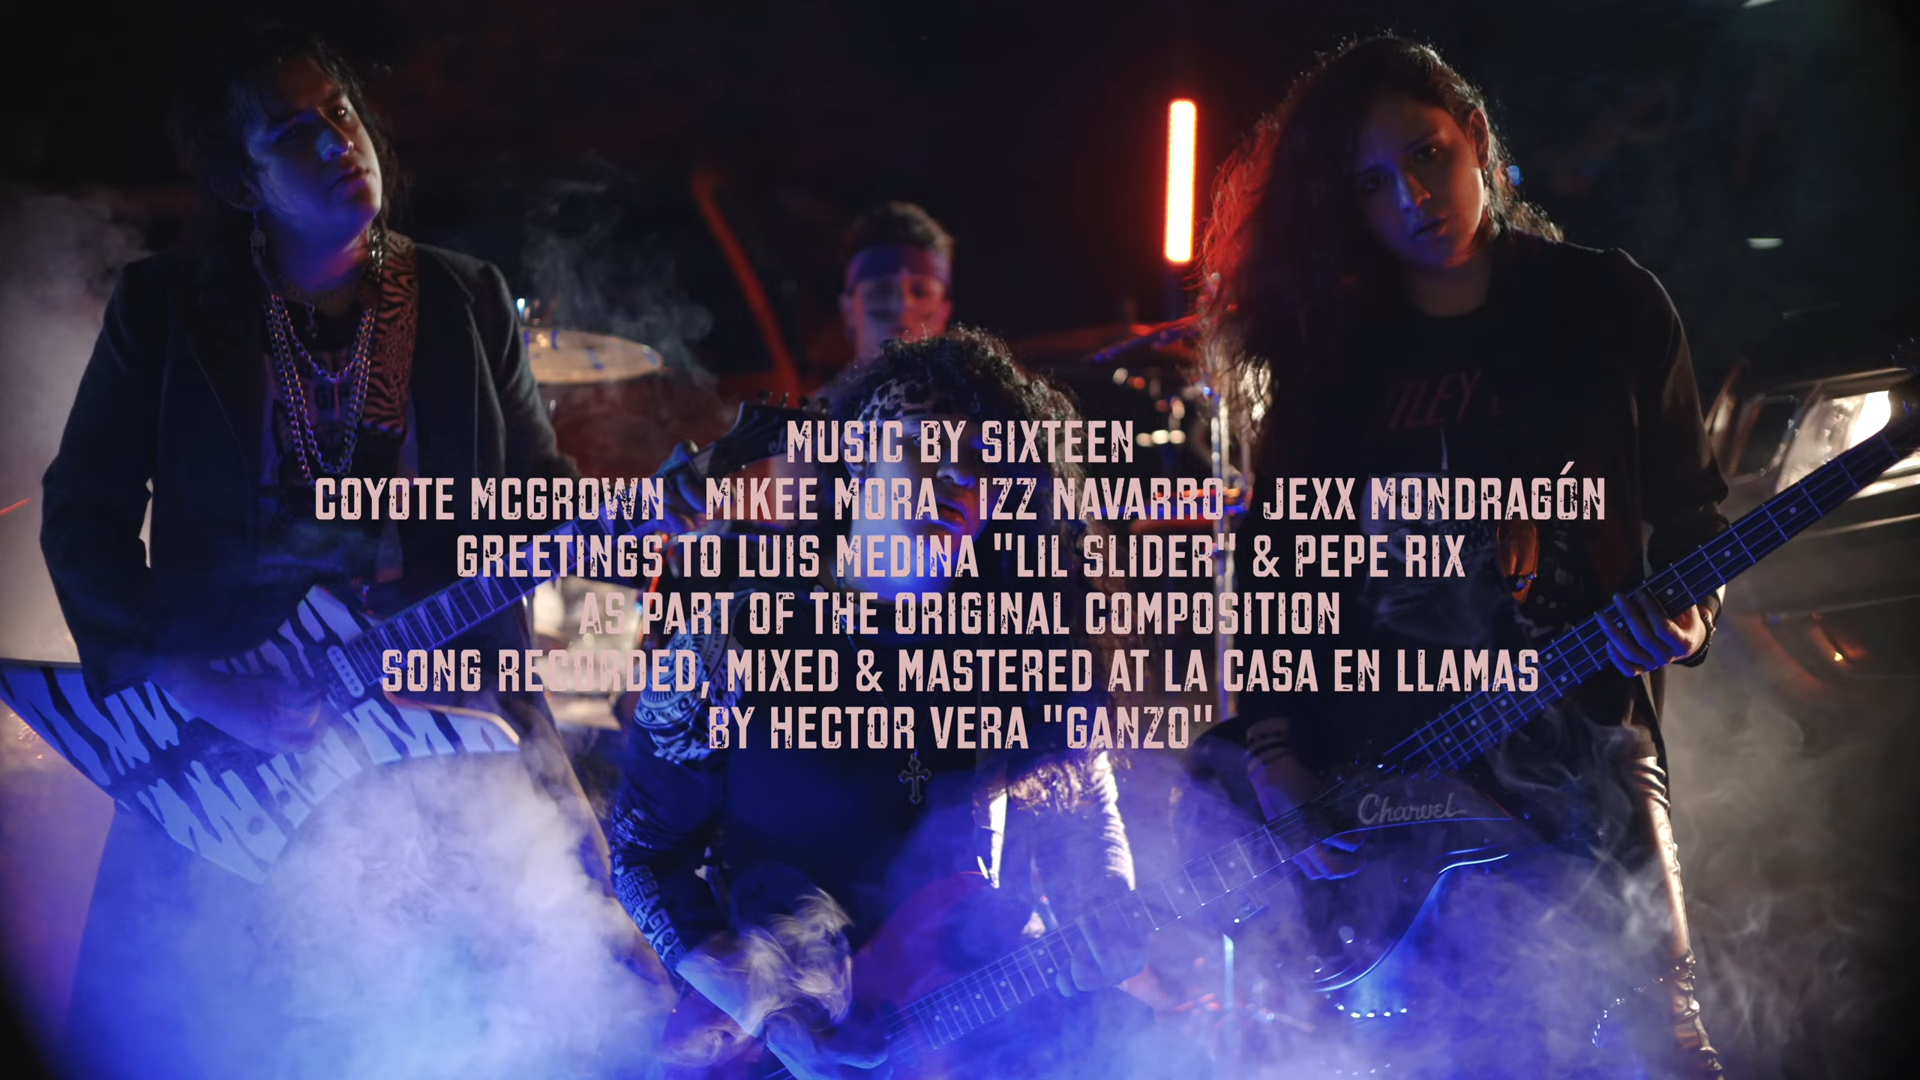 MUSIC BY SIXTEEN
COYOTE MCGROWN MIKEE MORA IZZ NAVARRO JEXX MONDRAGÓN
GREETINGS TO LUIS MEDINA "LIL SLIDER" & PEPE RIX
AS PART OF THE ORIGINAL COMPOSITION
SONG RECORDED, MIXED & MASTERED AT LA CASA EN LLAMAS
BY HECTOR VERA "GANZO"
Charvel